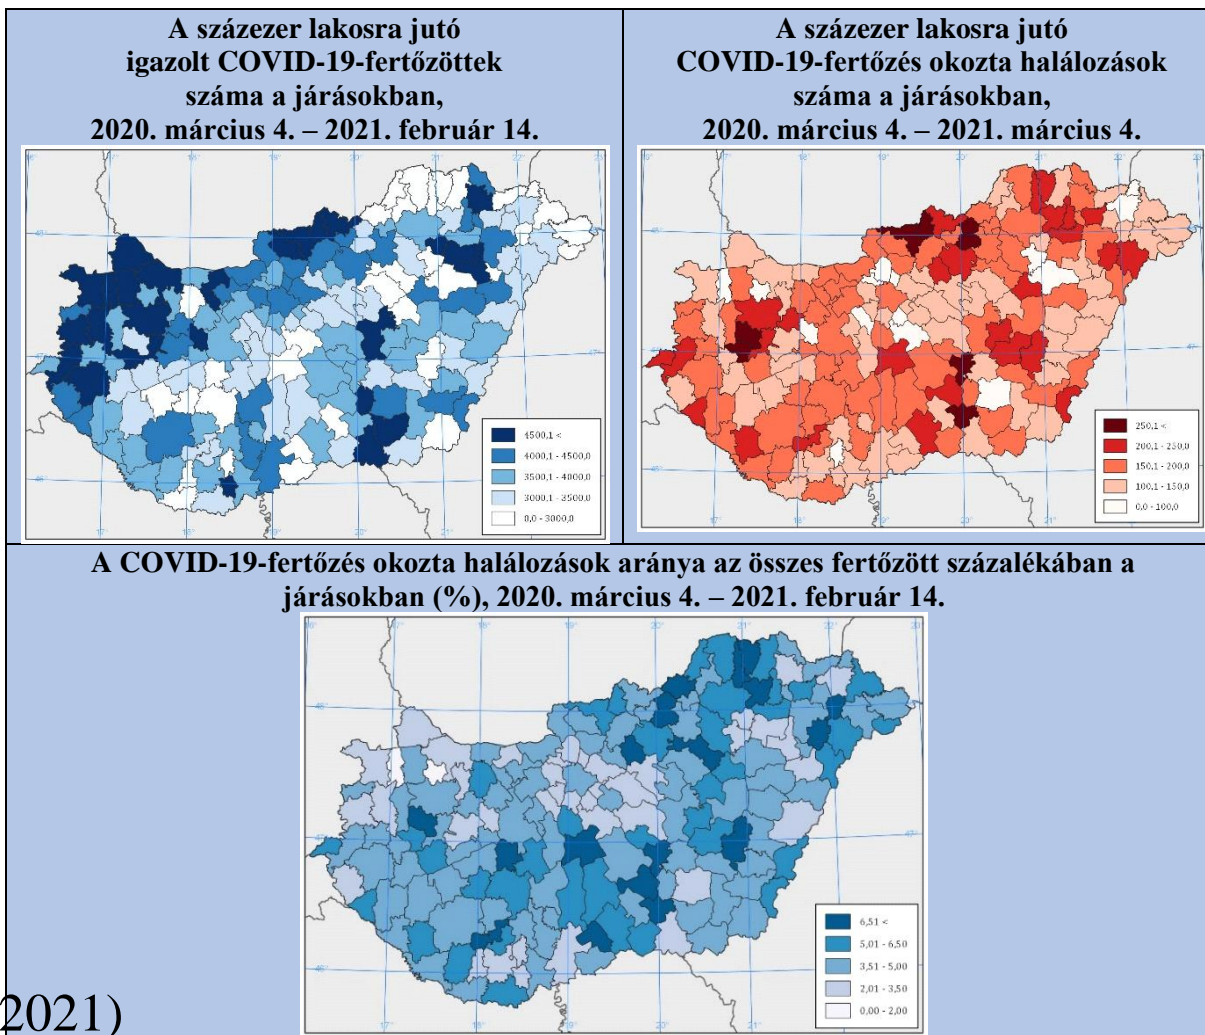 A százezer lakosra jutó
igazolt COVID-19-fertőzöttek
száma a járásokban,
2020. március 4. – 2021. február 14.
A százezer lakosra jutó
COVID-19-fertőzés okozta halálozások
száma a járásokban,
2020. március 4. – 2021. március 4.
4500,1 <
4000,1 - 4500,0
3500,1 - 4000,0
3000,1 - 3500,0
0,0 - 3000,0
250,1 <
200,1 - 250,0
150,1 - 200,0
100,1 - 150,0
0,0 - 100,0
A COVID-19-fertőzés okozta halálozások aránya az összes fertőzött százalékában a
járásokban (%), 2020. március 4. – 2021. február 14.
6,51 <
5,01 - 6,50
3,51 - 5,00
2,01 - 3,50
0,00 - 2,00
2021)